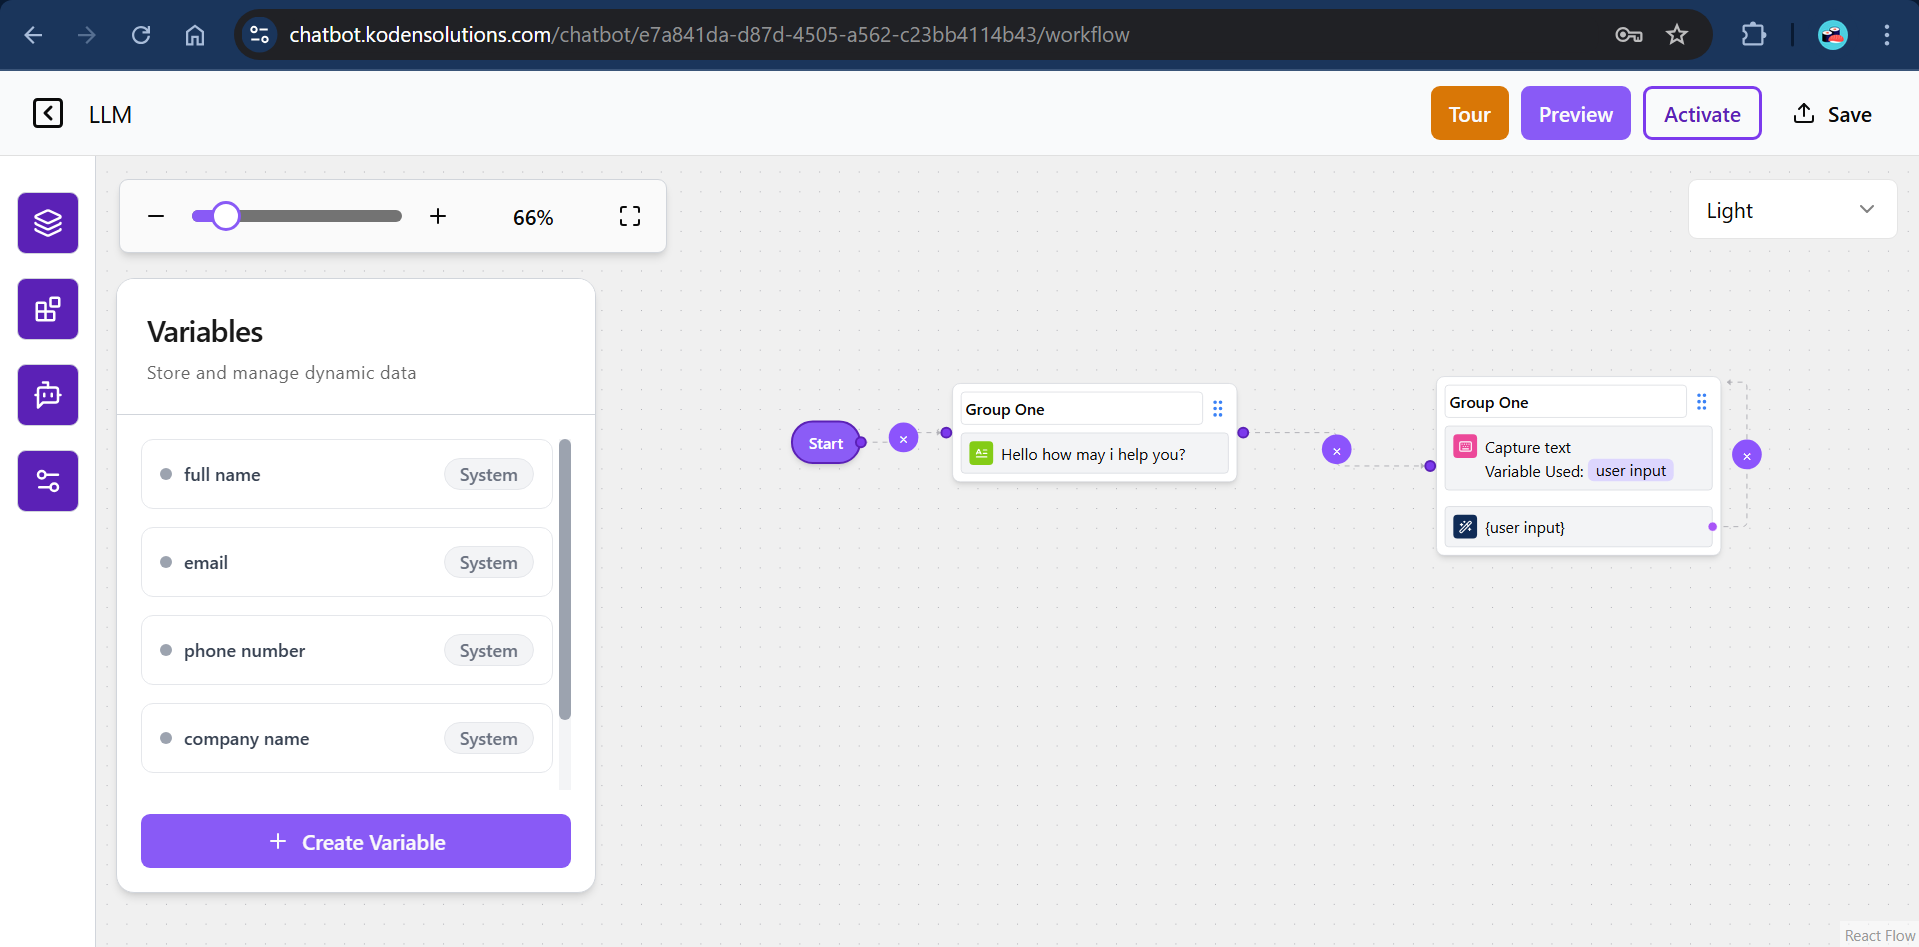 chatbot.kodensolutions.com/chatbot/e7a841da-d87d-4505-a562-c23bb4114b43/workflow
LLM
Tour
Preview
Activate
Save
66%
Light
Variables
Store and manage dynamic data
full name System
email System
phone number System
company name System
+ Create Variable
Start
Group One
Hello how may i help you?
Group One
Capture text
Variable Used: user input
{user input}
React Flow